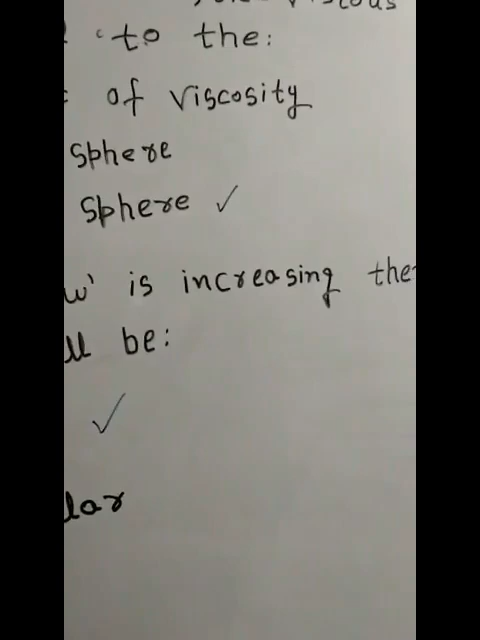 to the:
of viscosity
Sphere
Sphere ✓
w' is increasing the
be:
✓
lar